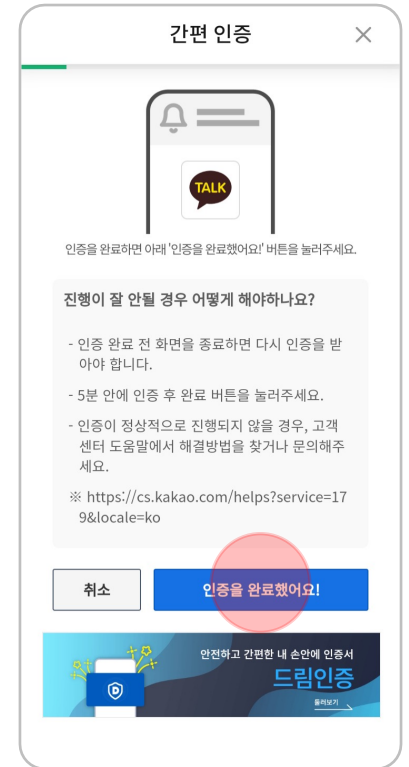 간편 인증
TALK
인증을 완료하면 아래 '인증을 완료했어요!' 버튼을 눌러주세요.
진행이 잘 안될 경우 어떻게 해야하나요?
- 인증 완료 전 화면을 종료하면 다시 인증을 받
아야 합니다.
- 5분 안에 인증 후 완료 버튼을 눌러주세요.
- 인증이 정상적으로 진행되지 않을 경우, 고객
센터 도움말에서 해결방법을 찾거나 문의해주
세요.
※ https://cs.kakao.com/helps?service=17
9&locale=ko
취소
인증을 완료했어요!
안전하고 간편한 내 손안에 인증서
드림인증
둘러보기
D